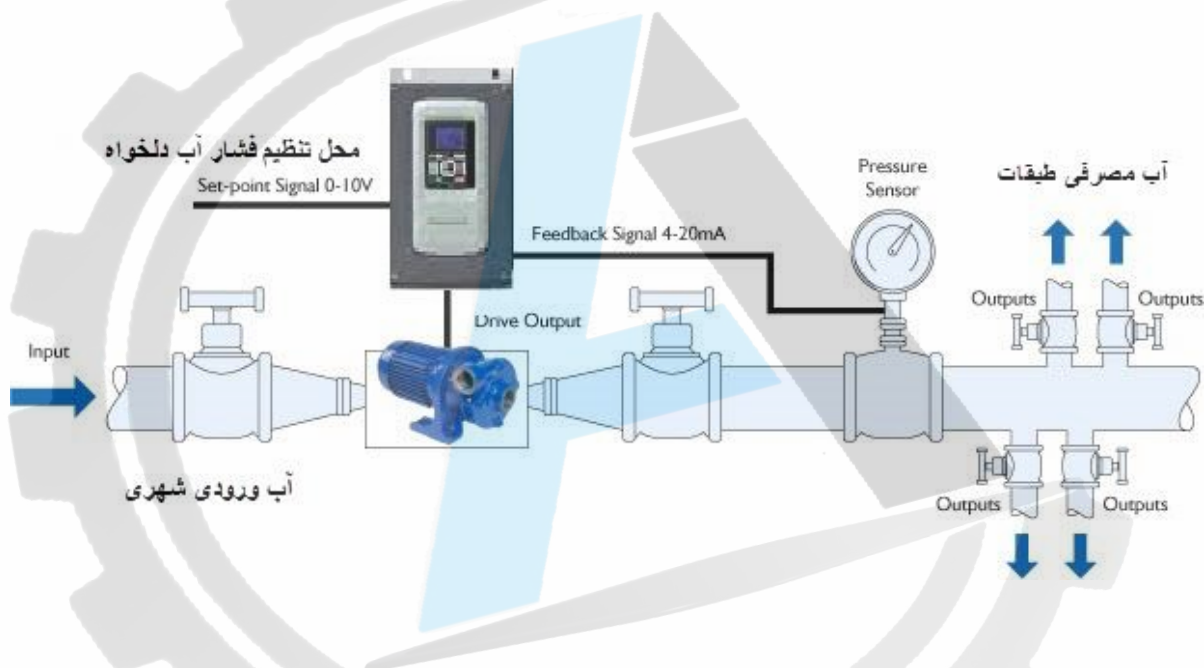 محل تنظیم فشار آب دلخواه
Set-point Signal 0-10V
Pressure
Sensor
آب مصرفی طبقات
Feedback Signal 4-20mA
Outputs
Outputs
Drive Output
Input
آب ورودی شهری
Outputs
Outputs